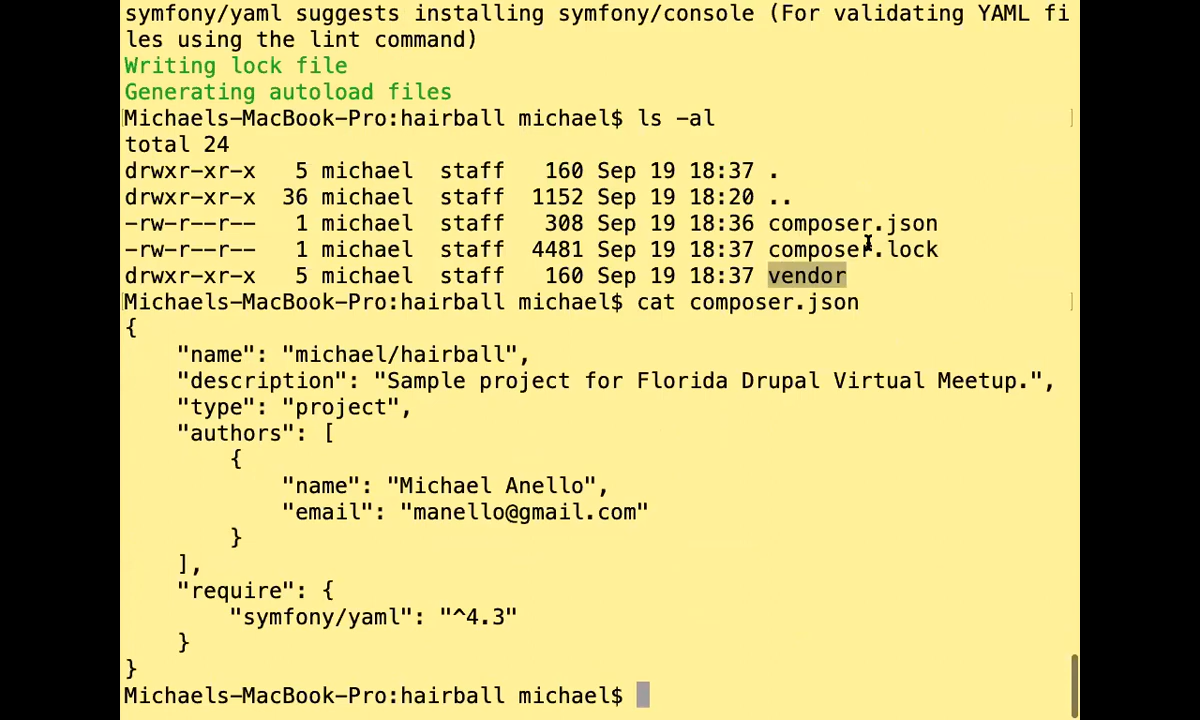 symfony/yaml suggests installing symfony/console (For validating YAML fi
les using the lint command)
Writing lock file
Generating autoload files
Michaels-MacBook-Pro:hairball michael$ ls -al
total 24
drwxr-xr-x   5 michael  staff   160 Sep 19 18:37 .
drwxr-xr-x  36 michael  staff  1152 Sep 19 18:20 ..
-rw-r--r--   1 michael  staff   308 Sep 19 18:36 composer.json
-rw-r--r--   1 michael  staff  4481 Sep 19 18:37 composer.lock
drwxr-xr-x   5 michael  staff   160 Sep 19 18:37 vendor
Michaels-MacBook-Pro:hairball michael$ cat composer.json
{
    "name": "michael/hairball",
    "description": "Sample project for Florida Drupal Virtual Meetup.",
    "type": "project",
    "authors": [
        {
            "name": "Michael Anello",
            "email": "manello@gmail.com"
        }
    ],
    "require": {
        "symfony/yaml": "^4.3"
    }
}
Michaels-MacBook-Pro:hairball michael$